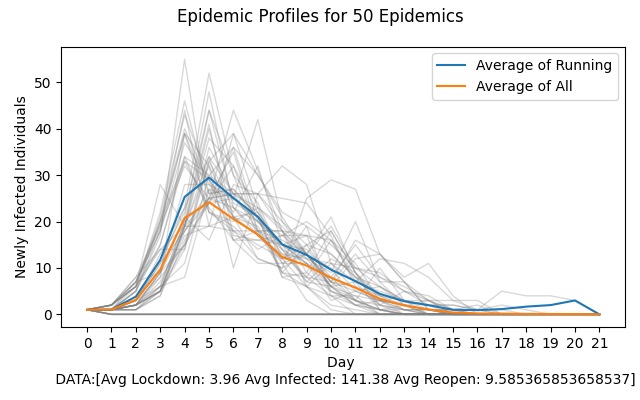 Epidemic Profiles for 50 Epidemics
Average of Running
Average of All
Newly Infected Individuals
50
40
30
20
10
0
0 1 2 3 4 5 6 7 8 9 10 11 12 13 14 15 16 17 18 19 20 21
Day
DATA:[Avg Lockdown: 3.96 Avg Infected: 141.38 Avg Reopen: 9.585365853658537]